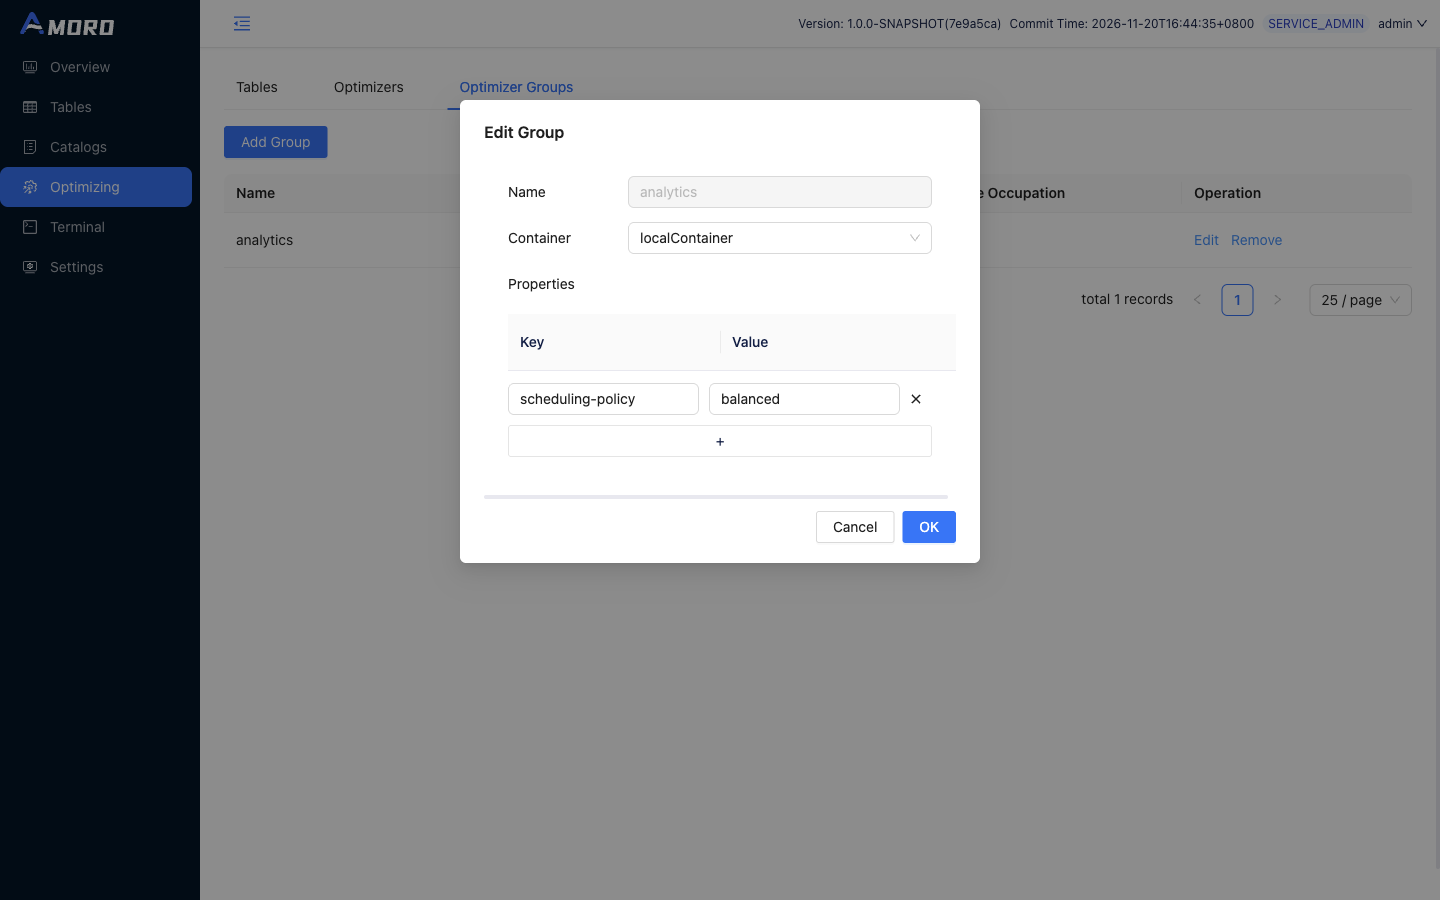 AMORO
Version: 1.0.0-SNAPSHOT(7e9a5ca) Commit Time: 2026-11-20T16:44:35+0800 SERVICE_ADMIN admin
Overview
Tables
Catalogs
Optimizing
Terminal
Settings
Tables Optimizers Optimizer Groups
Add Group
Name e Occupation Operation
analytics Edit Remove
total 1 records 1 25 / page
Edit Group
Name analytics
Container localContainer
Properties
Key Value
scheduling-policy balanced
+
Cancel OK